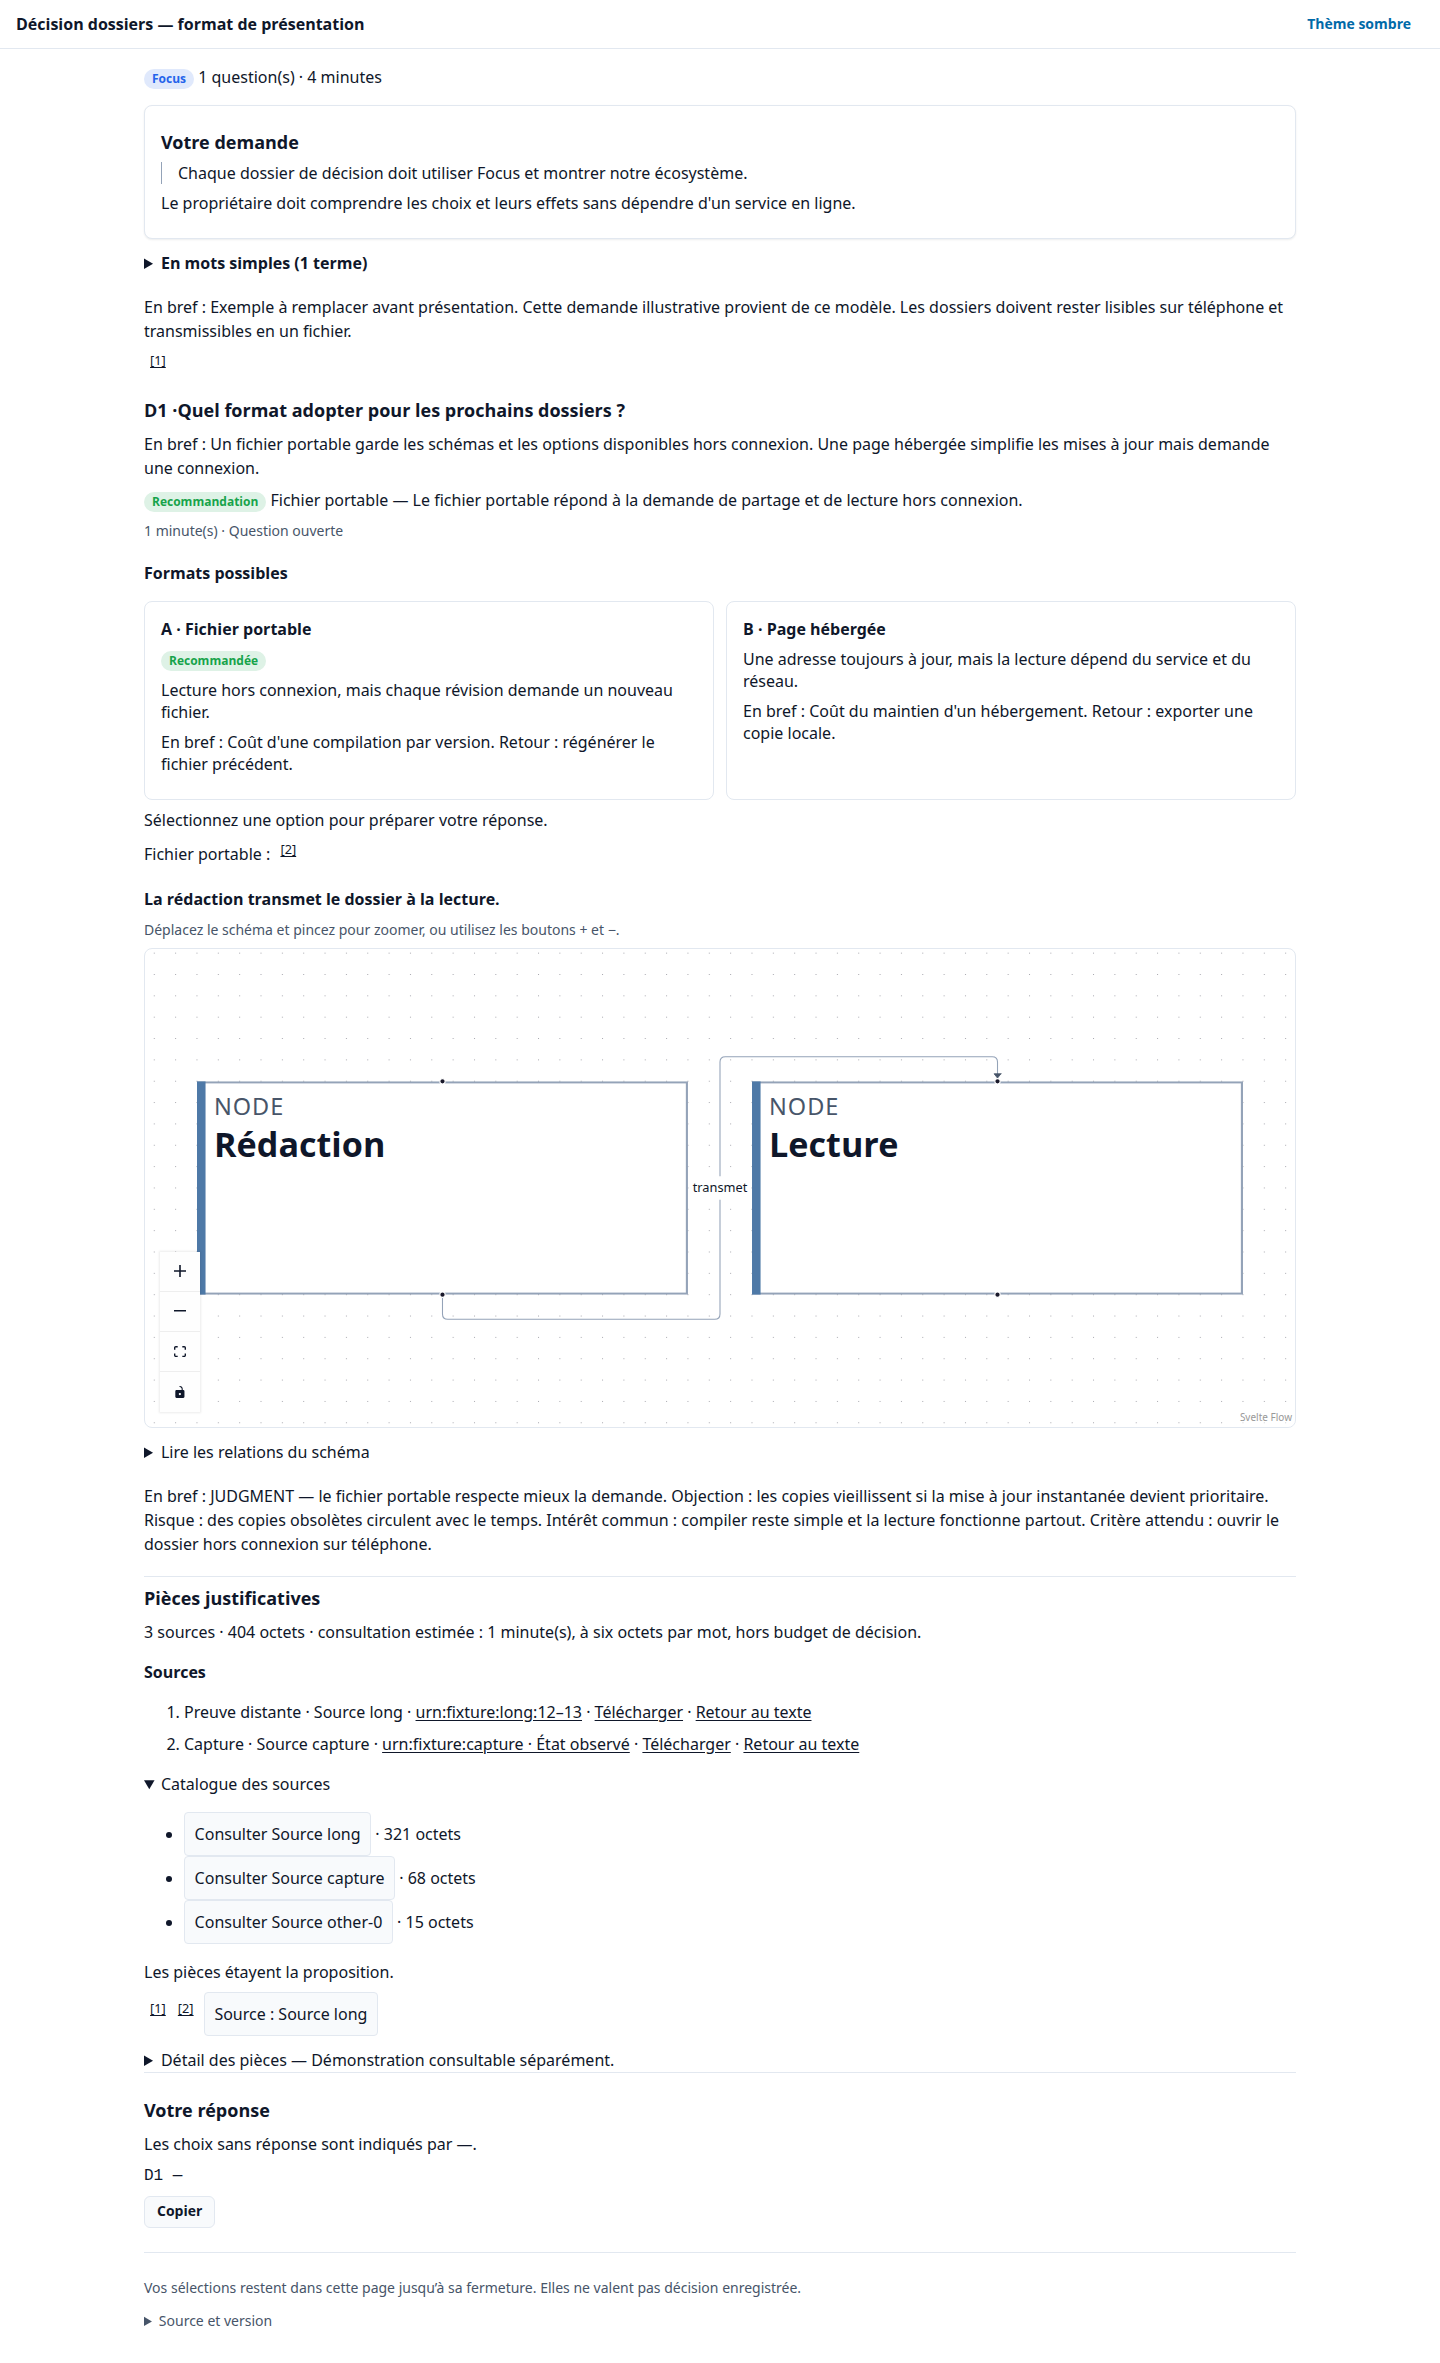 Décision dossiers — format de présentation
Thème sombre
Focus 1 question(s) · 4 minutes
Votre demande
Chaque dossier de décision doit utiliser Focus et montrer notre écosystème.
Le propriétaire doit comprendre les choix et leurs effets sans dépendre d'un service en ligne.
▶ En mots simples (1 terme)
En bref : Exemple à remplacer avant présentation. Cette demande illustrative provient de ce modèle. Les dossiers doivent rester lisibles sur téléphone et
transmissibles en un fichier.
[1]
D1 ·Quel format adopter pour les prochains dossiers ?
En bref : Un fichier portable garde les schémas et les options disponibles hors connexion. Une page hébergée simplifie les mises à jour mais demande
une connexion.
Recommandation Fichier portable — Le fichier portable répond à la demande de partage et de lecture hors connexion.
1 minute(s) · Question ouverte
Formats possibles
A · Fichier portable
Recommandée
Lecture hors connexion, mais chaque révision demande un nouveau
fichier.
En bref : Coût d'une compilation par version. Retour : régénérer le
fichier précédent.
B · Page hébergée
Une adresse toujours à jour, mais la lecture dépend du service et du
réseau.
En bref : Coût du maintien d'un hébergement. Retour : exporter une
copie locale.
Sélectionnez une option pour préparer votre réponse.
Fichier portable : [2]
La rédaction transmet le dossier à la lecture.
Déplacez le schéma et pincez pour zoomer, ou utilisez les boutons + et −.
NODE
Rédaction
transmet
NODE
Lecture
Svelte Flow
▶ Lire les relations du schéma
En bref : JUDGMENT — le fichier portable respecte mieux la demande. Objection : les copies vieillissent si la mise à jour instantanée devient prioritaire.
Risque : des copies obsolètes circulent avec le temps. Intérêt commun : compiler reste simple et la lecture fonctionne partout. Critère attendu : ouvrir le
dossier hors connexion sur téléphone.
Pièces justificatives
3 sources · 404 octets · consultation estimée : 1 minute(s), à six octets par mot, hors budget de décision.
Sources
1. Preuve distante · Source long · urn:fixture:long:12–13 · Télécharger · Retour au texte
2. Capture · Source capture · urn:fixture:capture · État observé · Télécharger · Retour au texte
▼ Catalogue des sources
• Consulter Source long · 321 octets
• Consulter Source capture · 68 octets
• Consulter Source other-0 · 15 octets
Les pièces étayent la proposition.
[1] [2] Source : Source long
▶ Détail des pièces — Démonstration consultable séparément.
Votre réponse
Les choix sans réponse sont indiqués par —.
D1 —
Copier
Vos sélections restent dans cette page jusqu'à sa fermeture. Elles ne valent pas décision enregistrée.
▶ Source et version